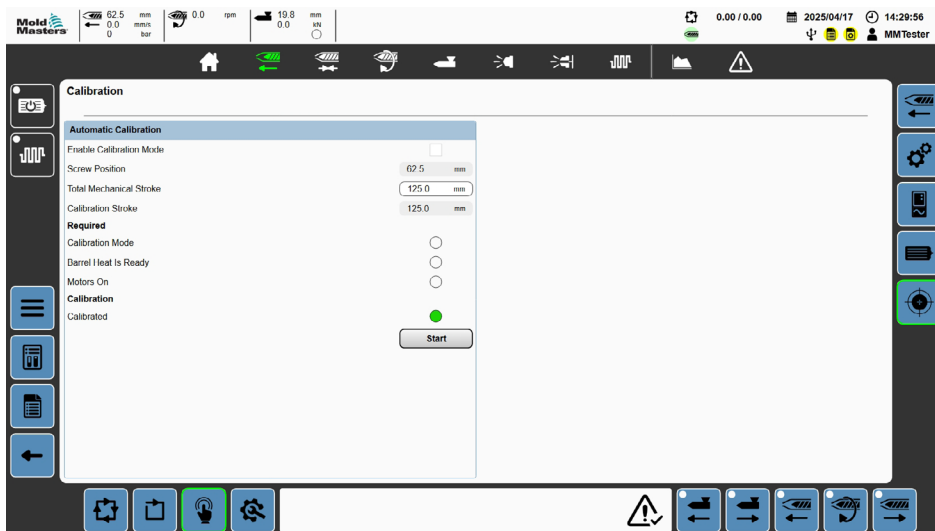 Mold Masters
62.5 mm
0.0 mm/s
0 bar
0.0 rpm
19.8 mm
0.0 kN
0.00 / 0.00
2025/04/17
14:29:56
MMTester
Calibration
Automatic Calibration
Enable Calibration Mode
Screw Position 62.5 mm
Total Mechanical Stroke 125.0 mm
Calibration Stroke 125.0 mm
Required
Calibration Mode
Barrel Heat Is Ready
Motors On
Calibration
Calibrated
Start